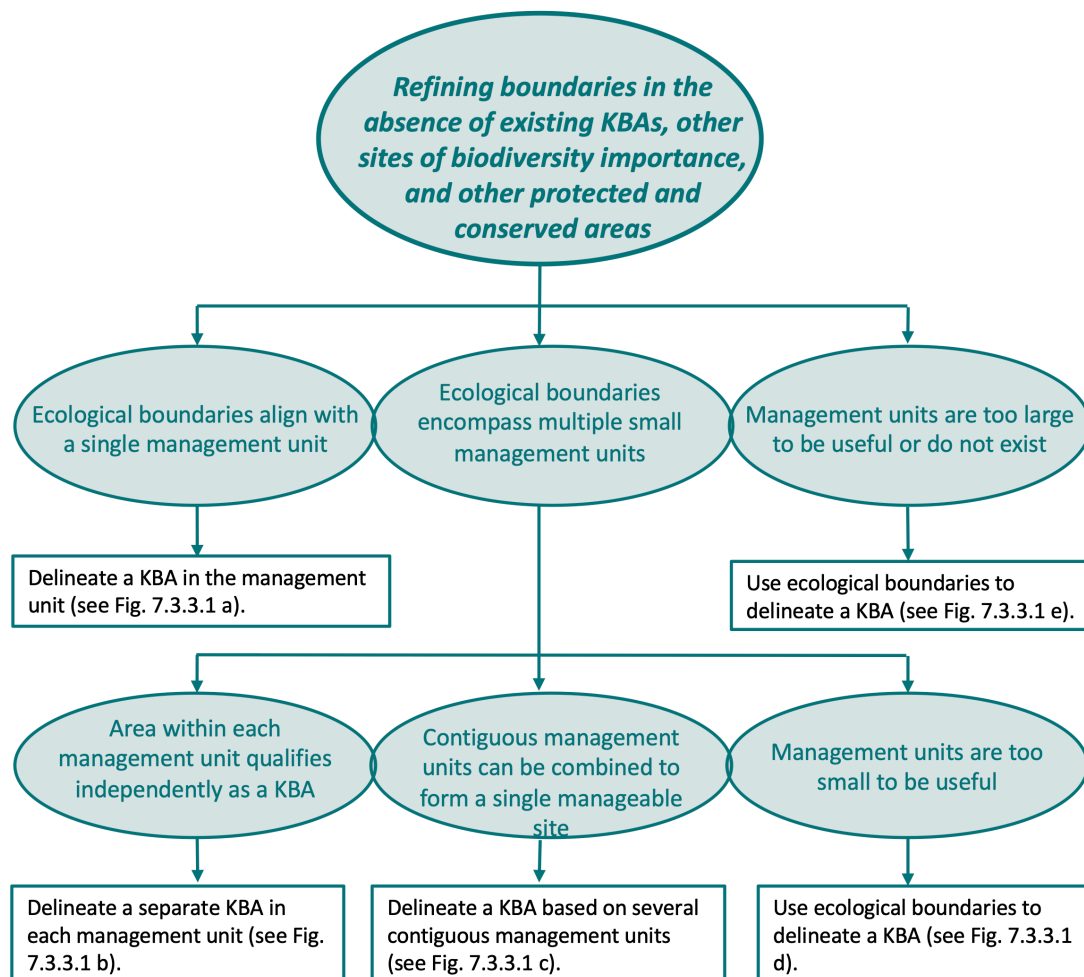 Refining boundaries in the
absence of existing KBAs, other
sites of biodiversity importance,
and other protected and
conserved areas
Ecological boundaries align with
a single management unit
Ecological boundaries
encompass multiple small
management units
Management units are too large
to be useful or do not exist
Delineate a KBA in the management
unit (see Fig. 7.3.3.1 a).
Use ecological boundaries to
delineate a KBA (see Fig. 7.3.3.1 e).
Area within each
management unit qualifies
independently as a KBA
Contiguous management
units can be combined to
form a single manageable
site
Management units are too
small to be useful
Delineate a separate KBA in
each management unit (see Fig.
7.3.3.1 b).
Delineate a KBA based on several
contiguous management units
(see Fig. 7.3.3.1 c).
Use ecological boundaries to
delineate a KBA (see Fig. 7.3.3.1
d).